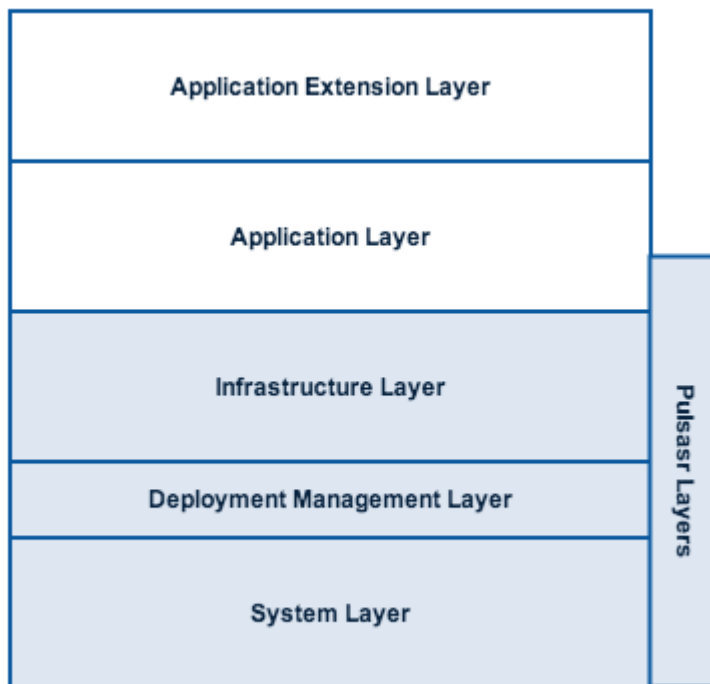 Application Extension Layer
Application Layer
Infrastructure Layer
Deployment Management Layer
System Layer
Pulsasr Layers